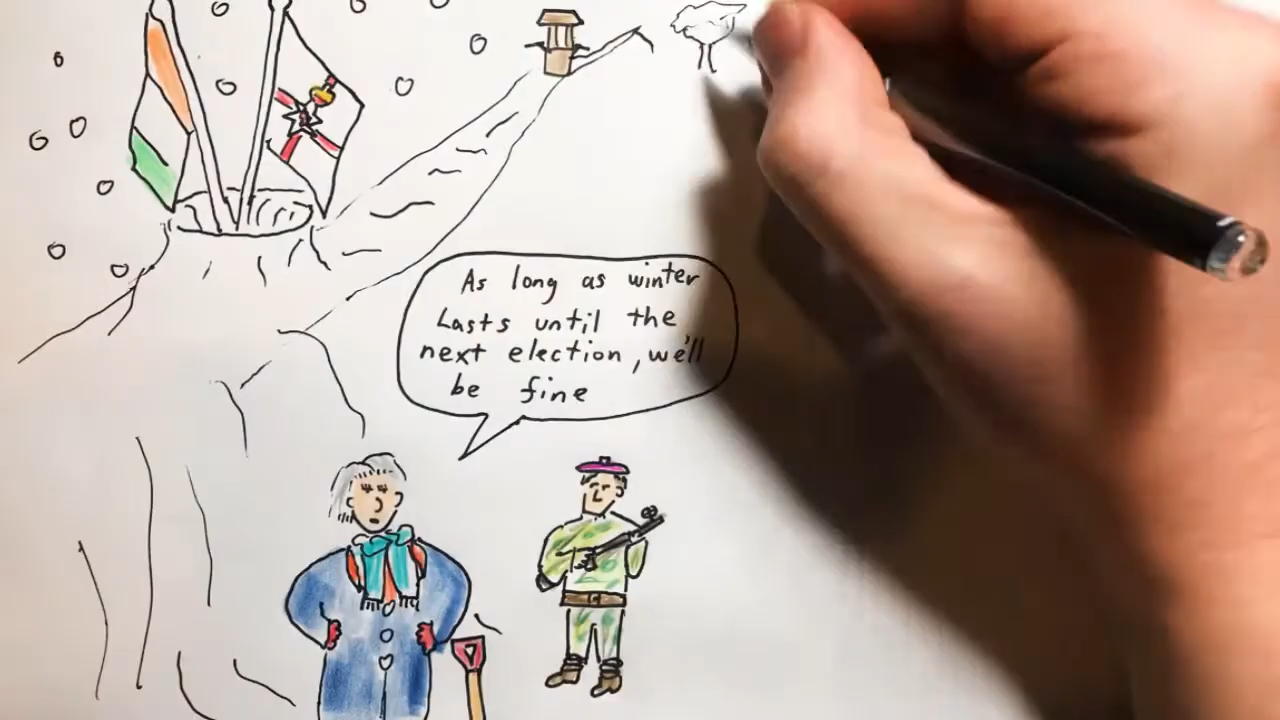 As long as winter
Lasts until the
next election, we'll
be fine